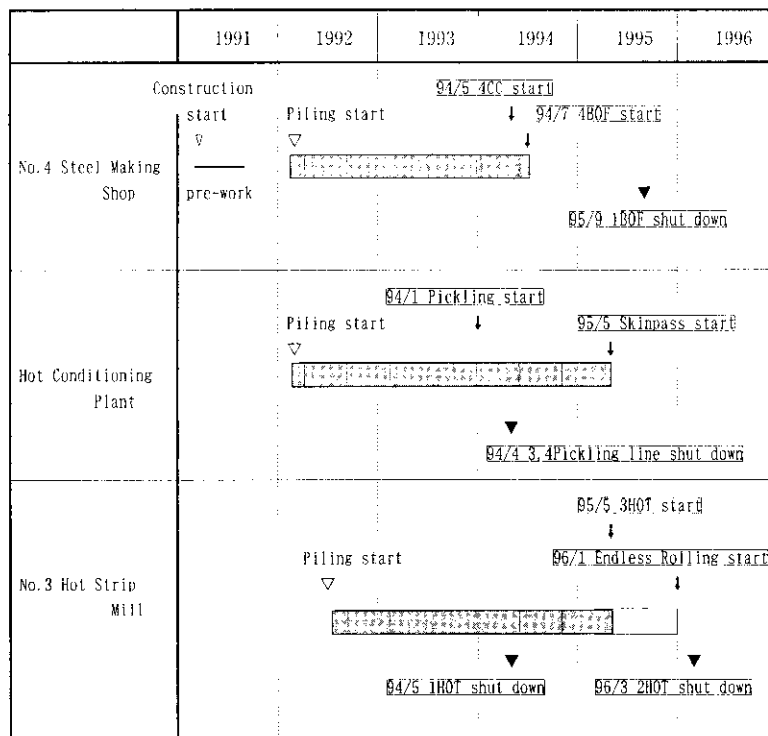 1991 1992 1993 1994 1995 1996
Construction
start
pre-work
Piling start
94/5 4CC start
94/7 4BOF start
No.4 Steel Making
Shop
95/9 1BOF shut down
94/1 Pickling start
Piling start
95/5 Skinpass start
Hot Conditioning
Plant
94/4 3,4Pickling line shut down
95/5 3HOT start
Piling start
96/1 Endless Rolling start
No.3 Hot Strip
Mill
94/5 1HOT shut down
96/3 2HOT shut down